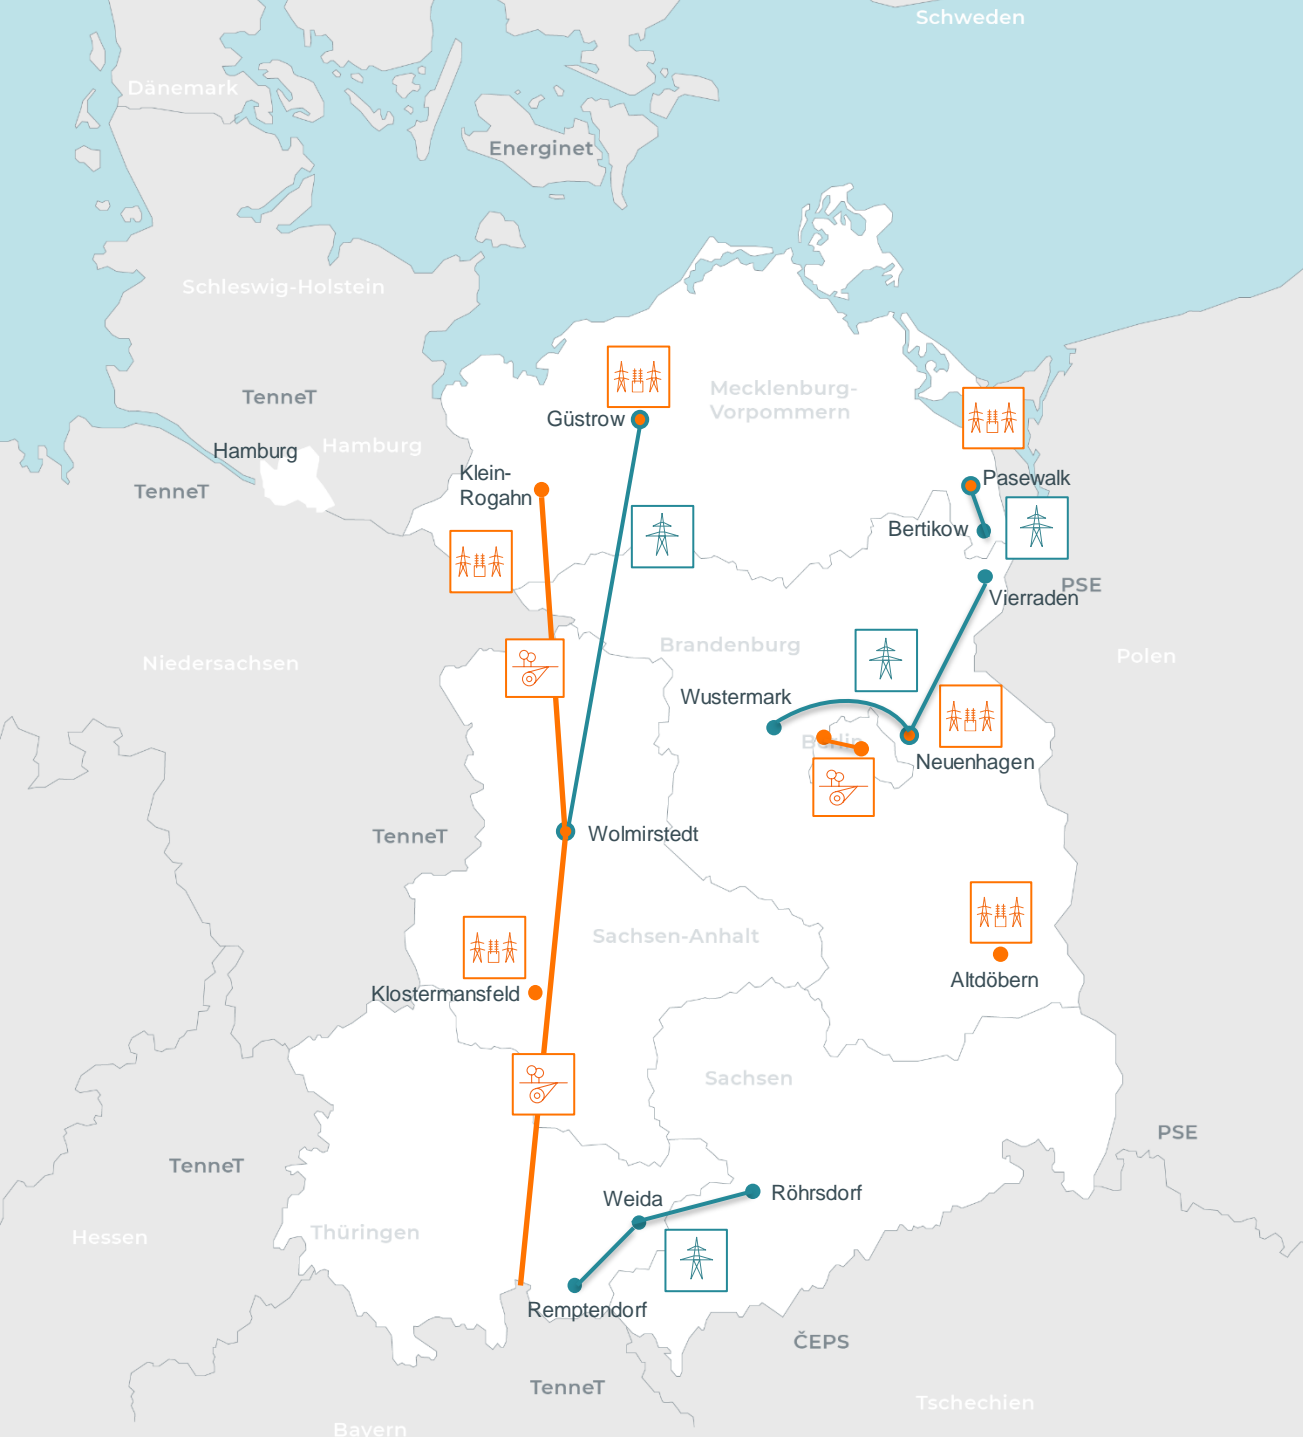 Schweden
Dänemark
Energinet
Schleswig-Holstein
TenneT
Mecklenburg-
Vorpommern
Güstrow
Hamburg
Hamburg
Klein-
Rogahn
TenneT
Pasewalk
Bertikow
PSE
Vierraden
Brandenburg
Niedersachsen
Polen
Wustermark
Berlin
Neuenhagen
TenneT
Wolmirstedt
Sachsen-Anhalt
Altdöbern
Klostermansfeld
Sachsen
PSE
TenneT
Weida
Röhrsdorf
Thüringen
Hessen
Remptendorf
ČEPS
TenneT
Tschechien
Bayern